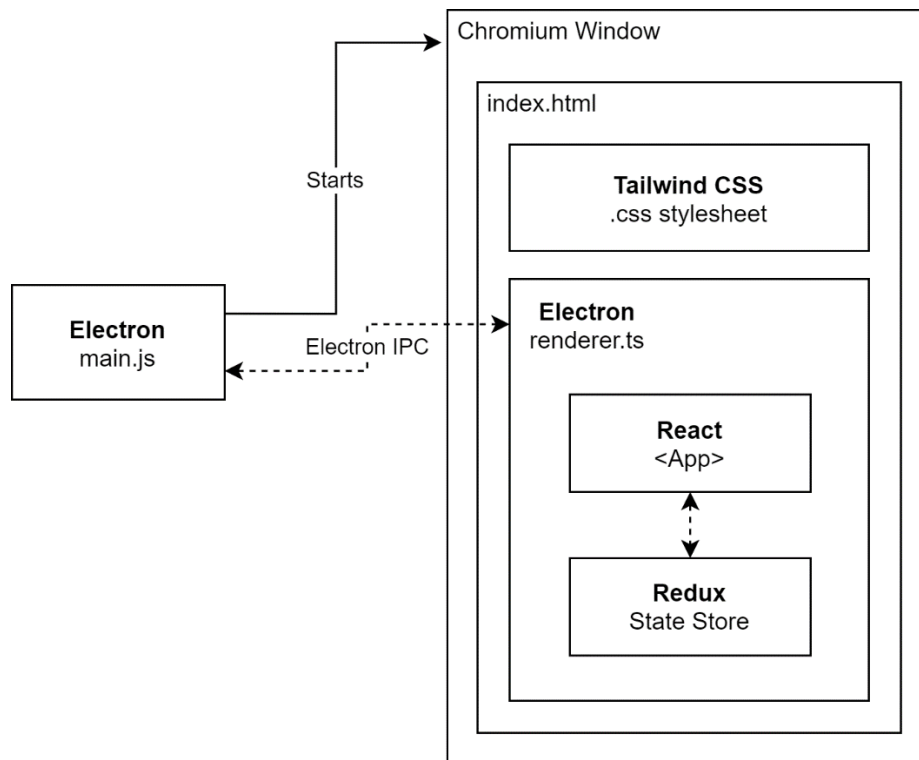 Chromium Window
index.html
Tailwind CSS
.css stylesheet
Starts
Electron
main.js
Electron IPC
Electron
renderer.ts
React
<App>
Redux
State Store